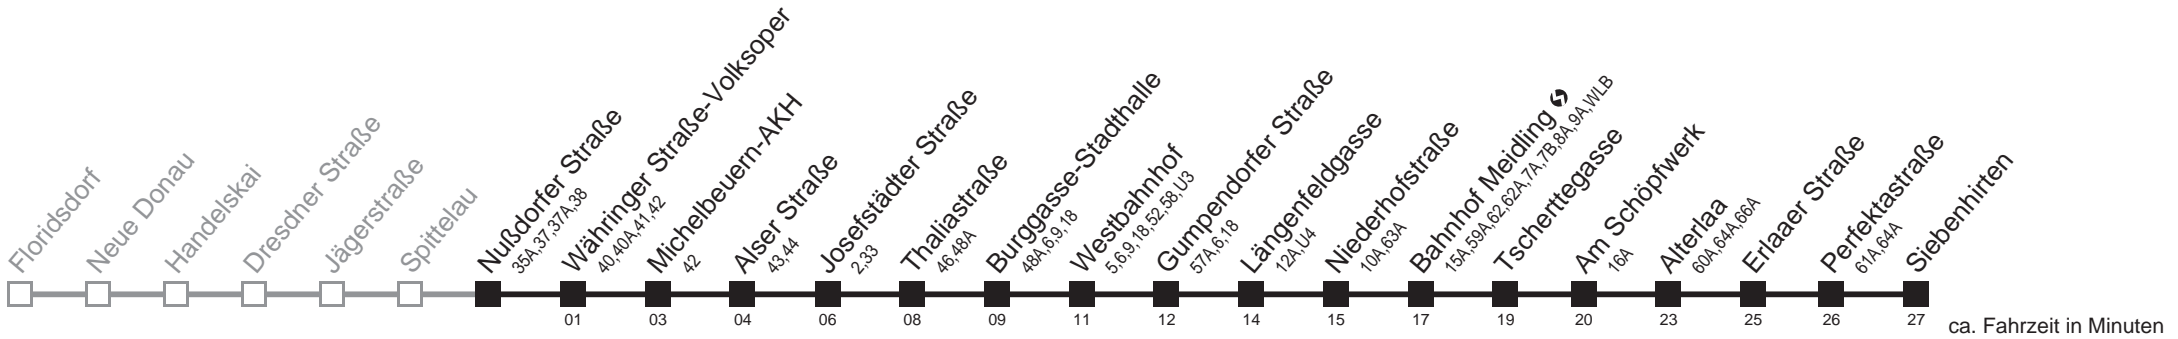 Floridsdorf
Neue Donau
Handelskai
Dresdner Straße
Jägerstraße
Spittelau
Nußdorfer Straße
35A,37,37A,38
Währinger Straße-Volksoper
40,40A,41,42
Michelbeuern-AKH
42
Alser Straße
43,44
Josefstädter Straße
2,33
Thaliastraße
46,48A
Burggasse-Stadthalle
48A,6,9,18
Westbahnhof
5,6,9,18,52,58,U3
Gumpendorfer Straße
57A,6,18
Längenfeldgasse
12A,U4
Niederhofstraße
10A,63A
Bahnhof Meidling
15A,59A,62,62A,7A,7B,8A,9A,WLB
Tscherttegasse
Am Schöpfwerk
16A
Alterlaa
60A,64A,66A
Erlaaer Straße
Perfektastraße
61A,64A
Siebenhirten
01 03 04 06 08 09 11 12 14 15 17 19 20 23 25 26 27
ca. Fahrzeit in Minuten